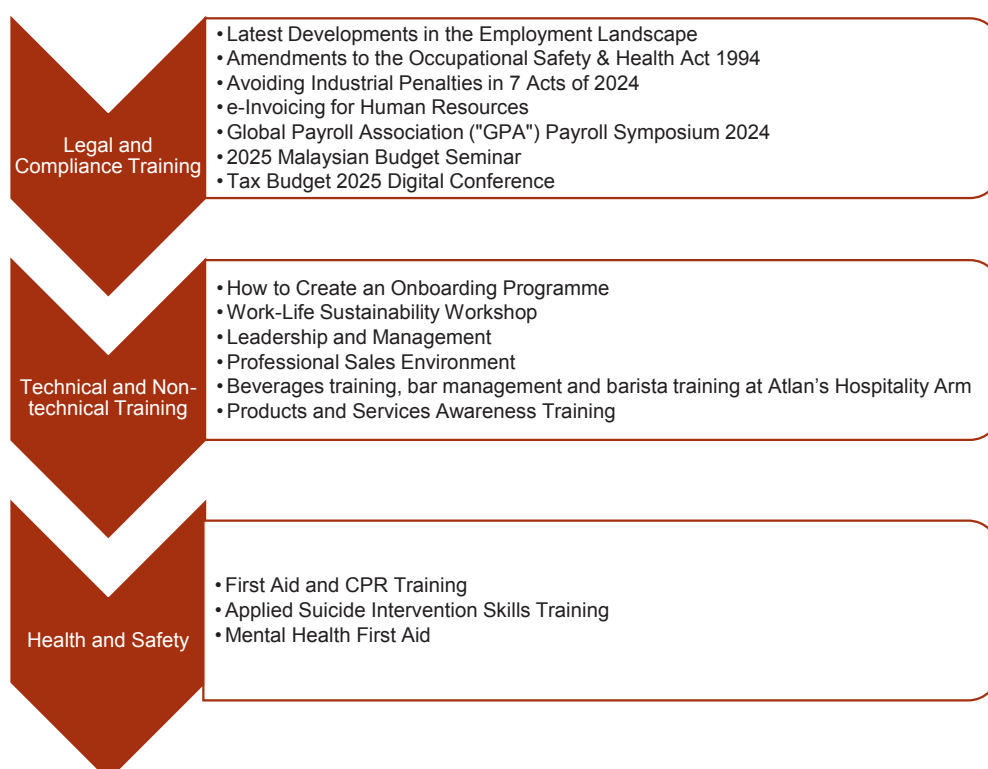 Legal and
Compliance Training
• Latest Developments in the Employment Landscape
• Amendments to the Occupational Safety & Health Act 1994
• Avoiding Industrial Penalties in 7 Acts of 2024
• e-Invoicing for Human Resources
• Global Payroll Association ("GPA") Payroll Symposium 2024
• 2025 Malaysian Budget Seminar
• Tax Budget 2025 Digital Conference
Technical and Non-
technical Training
• How to Create an Onboarding Programme
• Work-Life Sustainability Workshop
• Leadership and Management
• Professional Sales Environment
• Beverages training, bar management and barista training at Atlan’s Hospitality Arm
• Products and Services Awareness Training
Health and Safety
• First Aid and CPR Training
• Applied Suicide Intervention Skills Training
• Mental Health First Aid